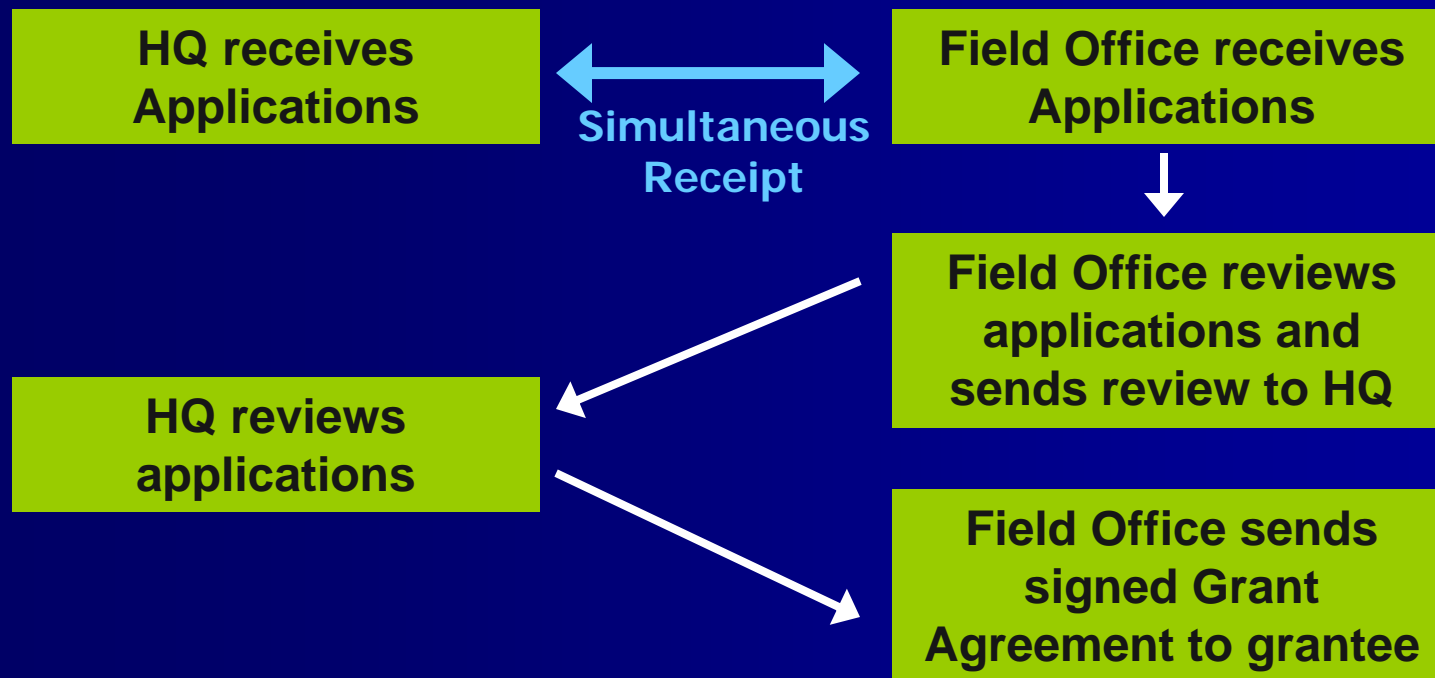 HQ receives
Applications
Simultaneous
Receipt
Field Office receives
Applications
Field Office reviews
applications and
sends review to HQ
HQ reviews
applications
Field Office sends
signed Grant
Agreement to grantee